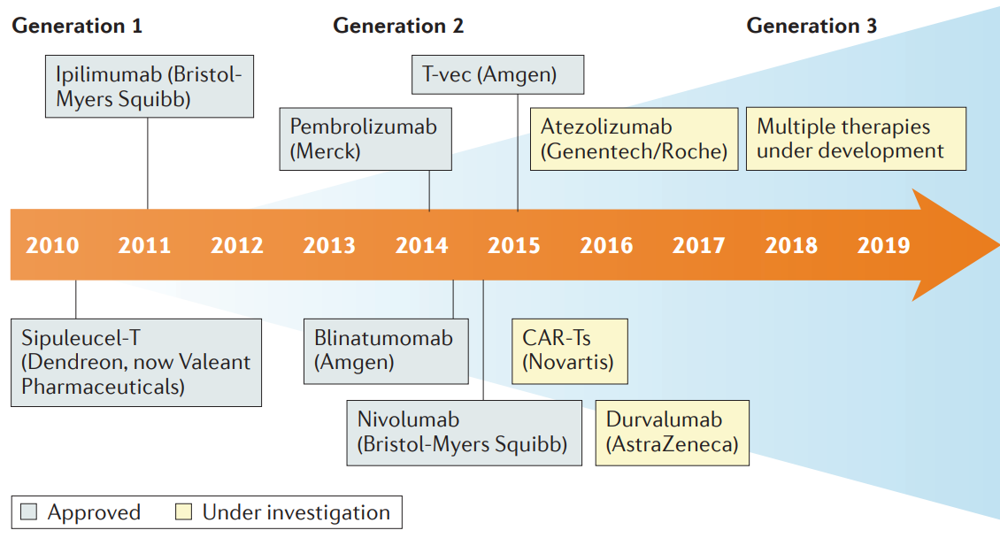 Generation 1
Generation 2
Generation 3
Ipilimumab (Bristol-
Myers Squibb)
T-vec (Amgen)
Pembrolizumab
(Merck)
Atezolizumab
(Genentech/Roche)
Multiple therapies
under development
2010 2011 2012 2013 2014 2015 2016 2017 2018 2019
Sipuleucel-T
(Dendreon, now Valeant
Pharmaceuticals)
Blinatumomab
(Amgen)
CAR-Ts
(Novartis)
Nivolumab
(Bristol-Myers Squibb)
Durvalumab
(AstraZeneca)
Approved
Under investigation